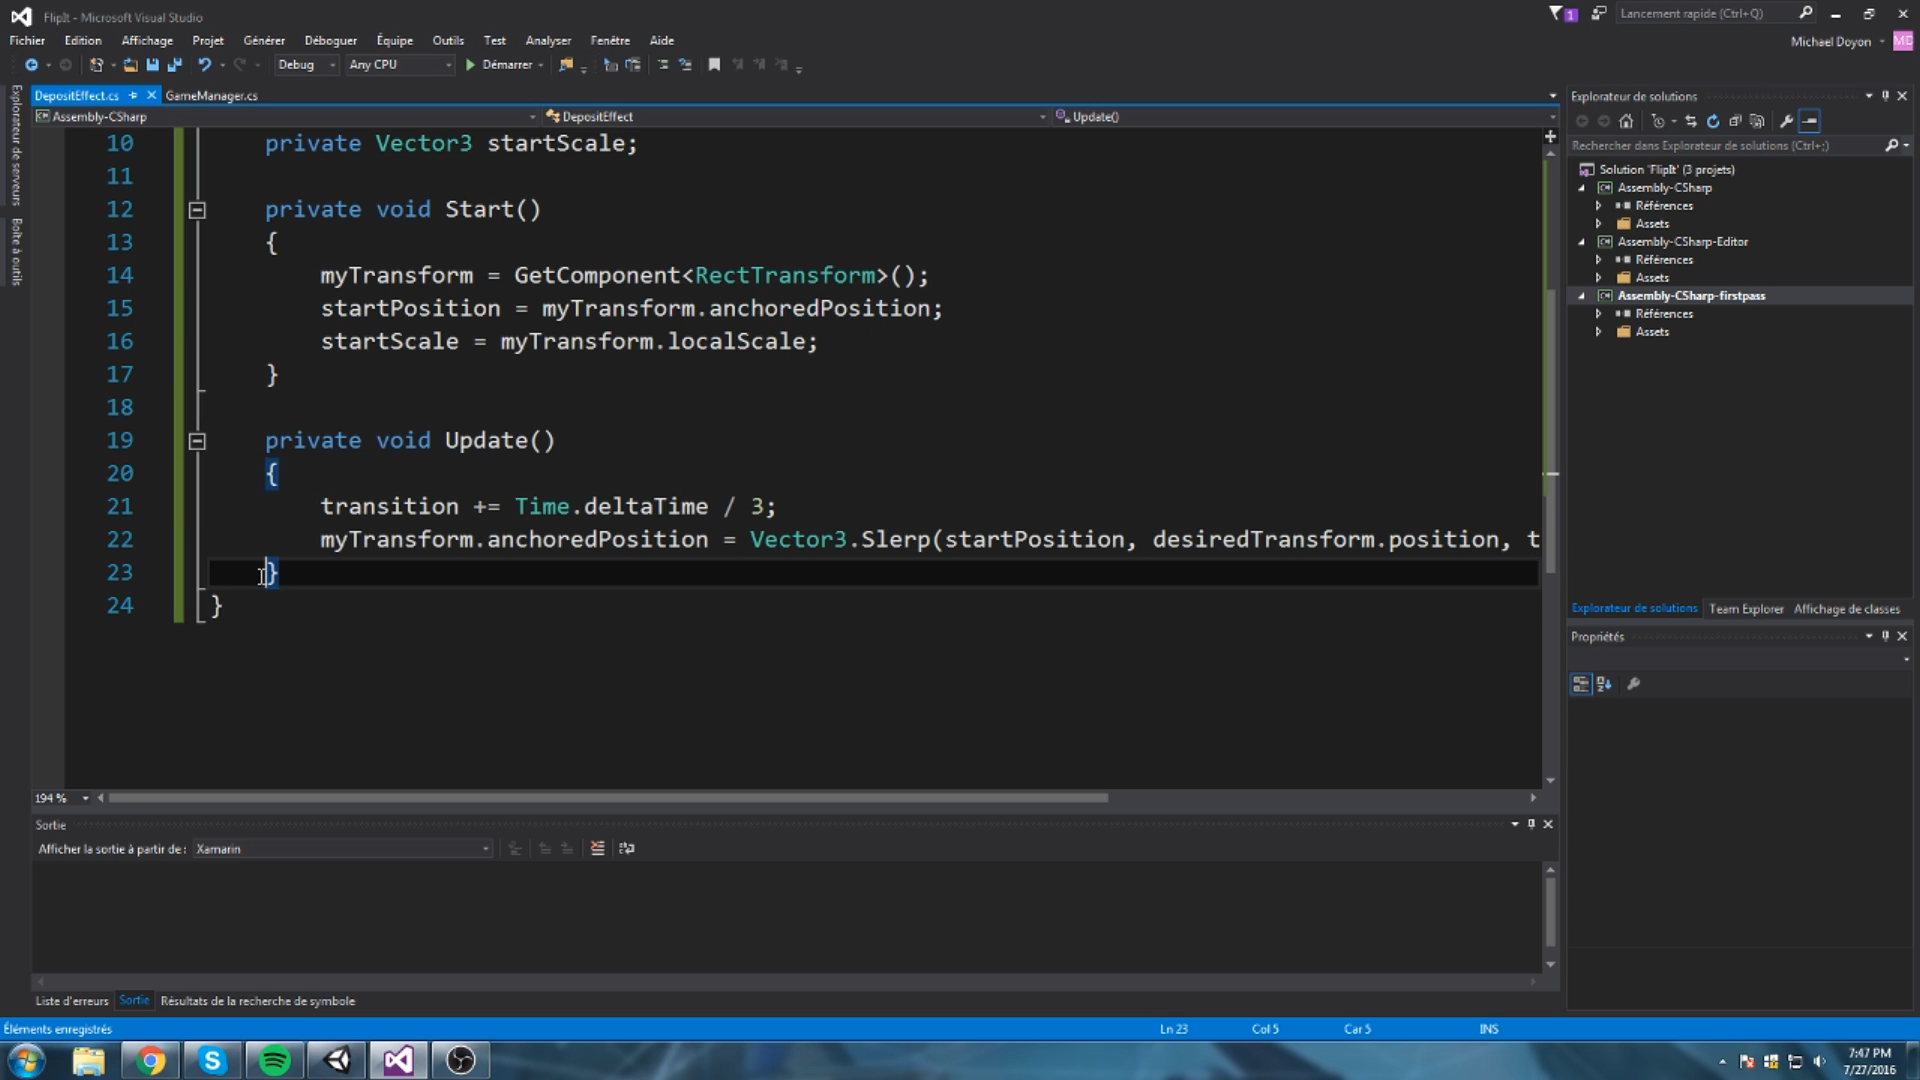 FlipIt - Microsoft Visual Studio
1
Lancement rapide (Ctrl+Q)
Fichier Edition Affichage Projet Générer Déboguer Équipe Outils Test Analyser Fenêtre Aide
Michael Doyon MD
Debug Any CPU Démarrer
DepositEffect.cs GameManager.cs
Assembly-CSharp DepositEffect Update()
Explorateur de serveurs
Boîte à outils
10 private Vector3 startScale;
11
12 private void Start()
13 {
14 myTransform = GetComponent<RectTransform>();
15 startPosition = myTransform.anchoredPosition;
16 startScale = myTransform.localScale;
17 }
18
19 private void Update()
20 {
21 transition += Time.deltaTime / 3;
22 myTransform.anchoredPosition = Vector3.Slerp(startPosition, desiredTransform.position, t
23 }
24 }
194 %
Explorateur de solutions
Rechercher dans Explorateur de solutions (Ctrl+;)
Solution 'FlipIt' (3 projets)
Assembly-CSharp
Références
Assets
Assembly-CSharp-Editor
Références
Assets
Assembly-CSharp-firstpass
Références
Assets
Explorateur de solutions Team Explorer Affichage de classes
Propriétés
Sortie
Afficher la sortie à partir de : Xamarin
Liste d'erreurs Sortie Résultats de la recherche de symbole
Éléments enregistrés Ln 23 Col 5 Car 5 INS
7:47 PM
7/27/2016